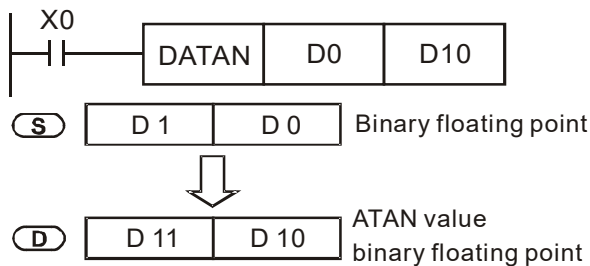 X0
DATAN D0 D10
S D 1 D 0 Binary floating point
D D 11 D 10 ATAN value
binary floating point